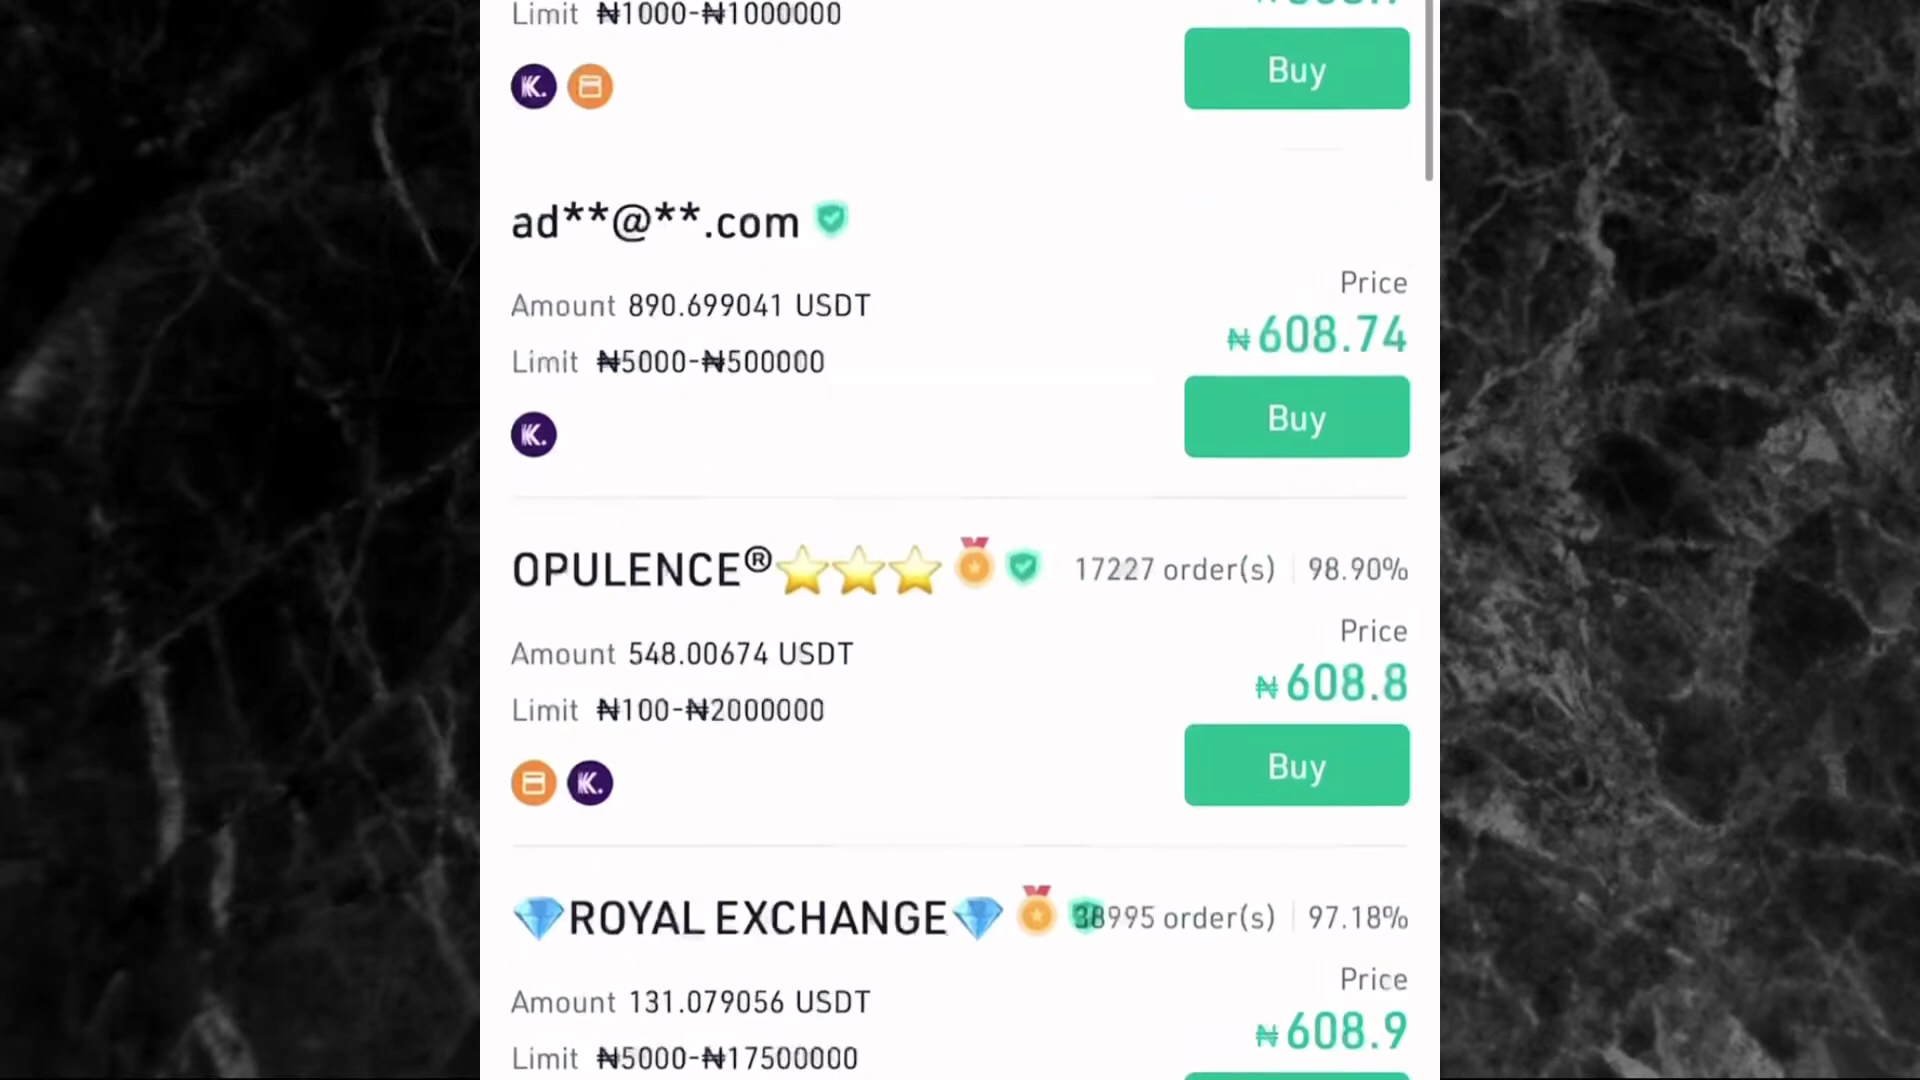 Limit ₦1000-₦1000000
Buy
ad**@**.com
Amount 890.699041 USDT
Price
₦608.74
Limit ₦5000-₦500000
Buy
K.
OPULENCE®⭐⭐⭐ 17227 order(s) 98.90%
Amount 548.00674 USDT
Price
₦608.8
Limit ₦100-₦2000000
Buy
K.
💎ROYAL EXCHANGE💎 38995 order(s) 97.18%
Amount 131.079056 USDT
Price
₦608.9
Limit ₦5000-₦17500000